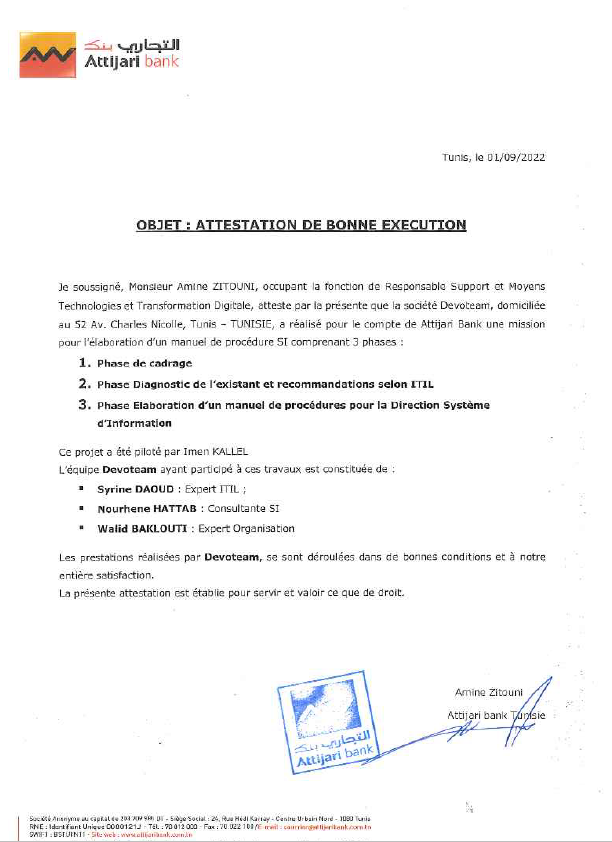 التجاري بنك
Attijari bank
Tunis, le 01/09/2022
OBJET : ATTESTATION DE BONNE EXECUTION
Je soussigné, Monsieur Amine ZITOUNI, occupant la fonction de Responsable Support et Moyens
Technologies et Transformation Digitale, atteste par la présente que la société Devoteam, domiciliée
au 52 Av. Charles Nicolle, Tunis – TUNISIE, a réalisé pour le compte de Attijari Bank une mission
pour l'élaboration d'un manuel de procédure SI comprenant 3 phases :
1. Phase de cadrage
2. Phase Diagnostic de l'existant et recommandations selon ITIL
3. Phase Elaboration d'un manuel de procédures pour la Direction Système
d'Information
Ce projet a été piloté par Imen KALLEL
L'équipe Devoteam ayant participé à ces travaux est constituée de :
▪ Syrine DAOUD : Expert ITIL ;
▪ Nourhene HATTAB : Consultante SI
▪ Walid BAKLOUTI : Expert Organisation
Les prestations réalisées par Devoteam, se sont déroulées dans de bonnes conditions et à notre
entière satisfaction.
La présente attestation est établie pour servir et valoir ce que de droit.
Amine Zitouni
Attijari bank Tunisie
التجاري بنك
Attijari bank
Société Anonyme au capital de DT - Siège Social : 24, Rue Hédi Karray - Centre Urbain Nord - 1080 Tunis
RNE : Identifiant Unique - Tél. : 70 012 000 - Fax : 70 022 100 / E-mail : courrier@attijaribank.com.tn
SWIFT : BSTUTNTT - Site web : www.attijaribank.com.tn